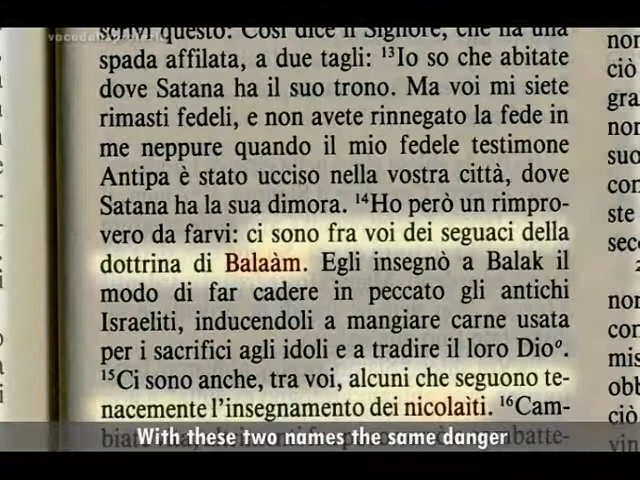 scrivi questo: Così dice il Signore, che ha una
spada affilata, a due tagli: ¹³Io so che abitate
dove Satana ha il suo trono. Ma voi mi siete
rimasti fedeli, e non avete rinnegato la fede in
me neppure quando il mio fedele testimone
Antipa è stato ucciso nella vostra città, dove
Satana ha la sua dimora. ¹⁴Ho però un rimpro-
vero da farvi: ci sono fra voi dei seguaci della
dottrina di Balaàm. Egli insegnò a Balak il
modo di far cadere in peccato gli antichi
Israeliti, inducendoli a mangiare carne usata
per i sacrifici agli idoli e a tradire il loro Dioᵒ.
¹⁵Ci sono anche, tra voi, alcuni che seguono te-
nacemente l'insegnamento dei nicolaìti. ¹⁶Cam-
With these two names the same danger